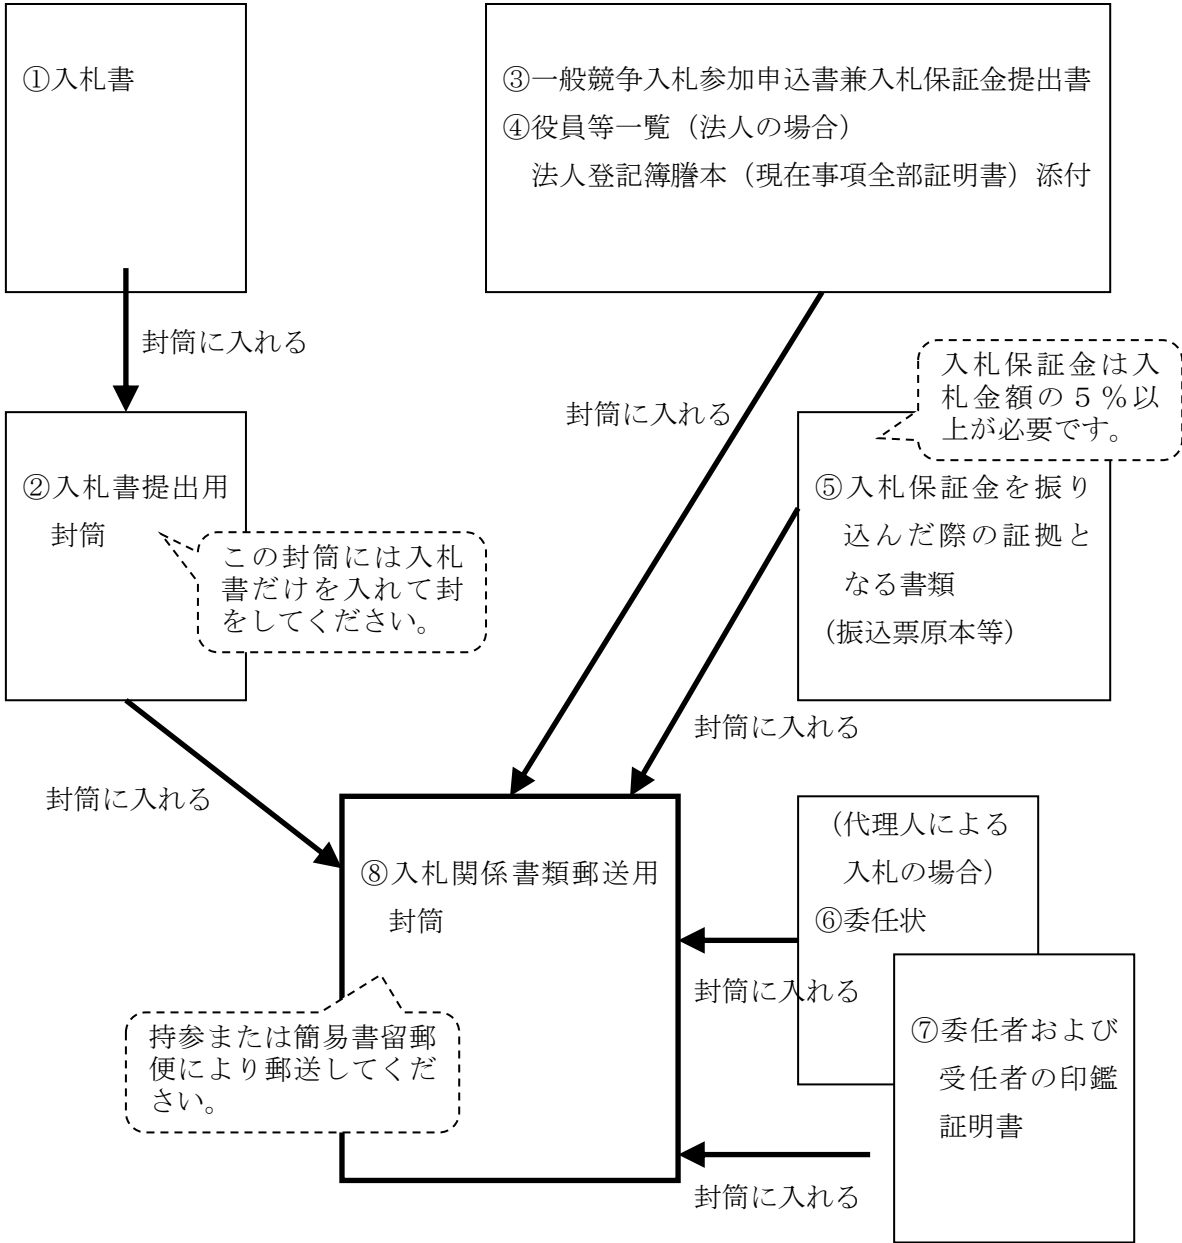 ①入札書
③一般競争入札参加申込書兼入札保証金提出書
④役員等一覧（法人の場合）
法人登記簿謄本（現在事項全部証明書）添付
封筒に入れる
封筒に入れる
入札保証金は入
札金額の５％以
上が必要です。
②入札書提出用
封筒
この封筒には入札
書だけを入れて封
をしてください。
⑤入札保証金を振り
込んだ際の証拠と
なる書類
（振込票原本等）
封筒に入れる
封筒に入れる
⑧入札関係書類郵送用
封筒
持参または簡易書留郵
便により郵送してくだ
さい。
（代理人による
入札の場合）
⑥委任状
封筒に入れる
⑦委任者および
受任者の印鑑
証明書
封筒に入れる